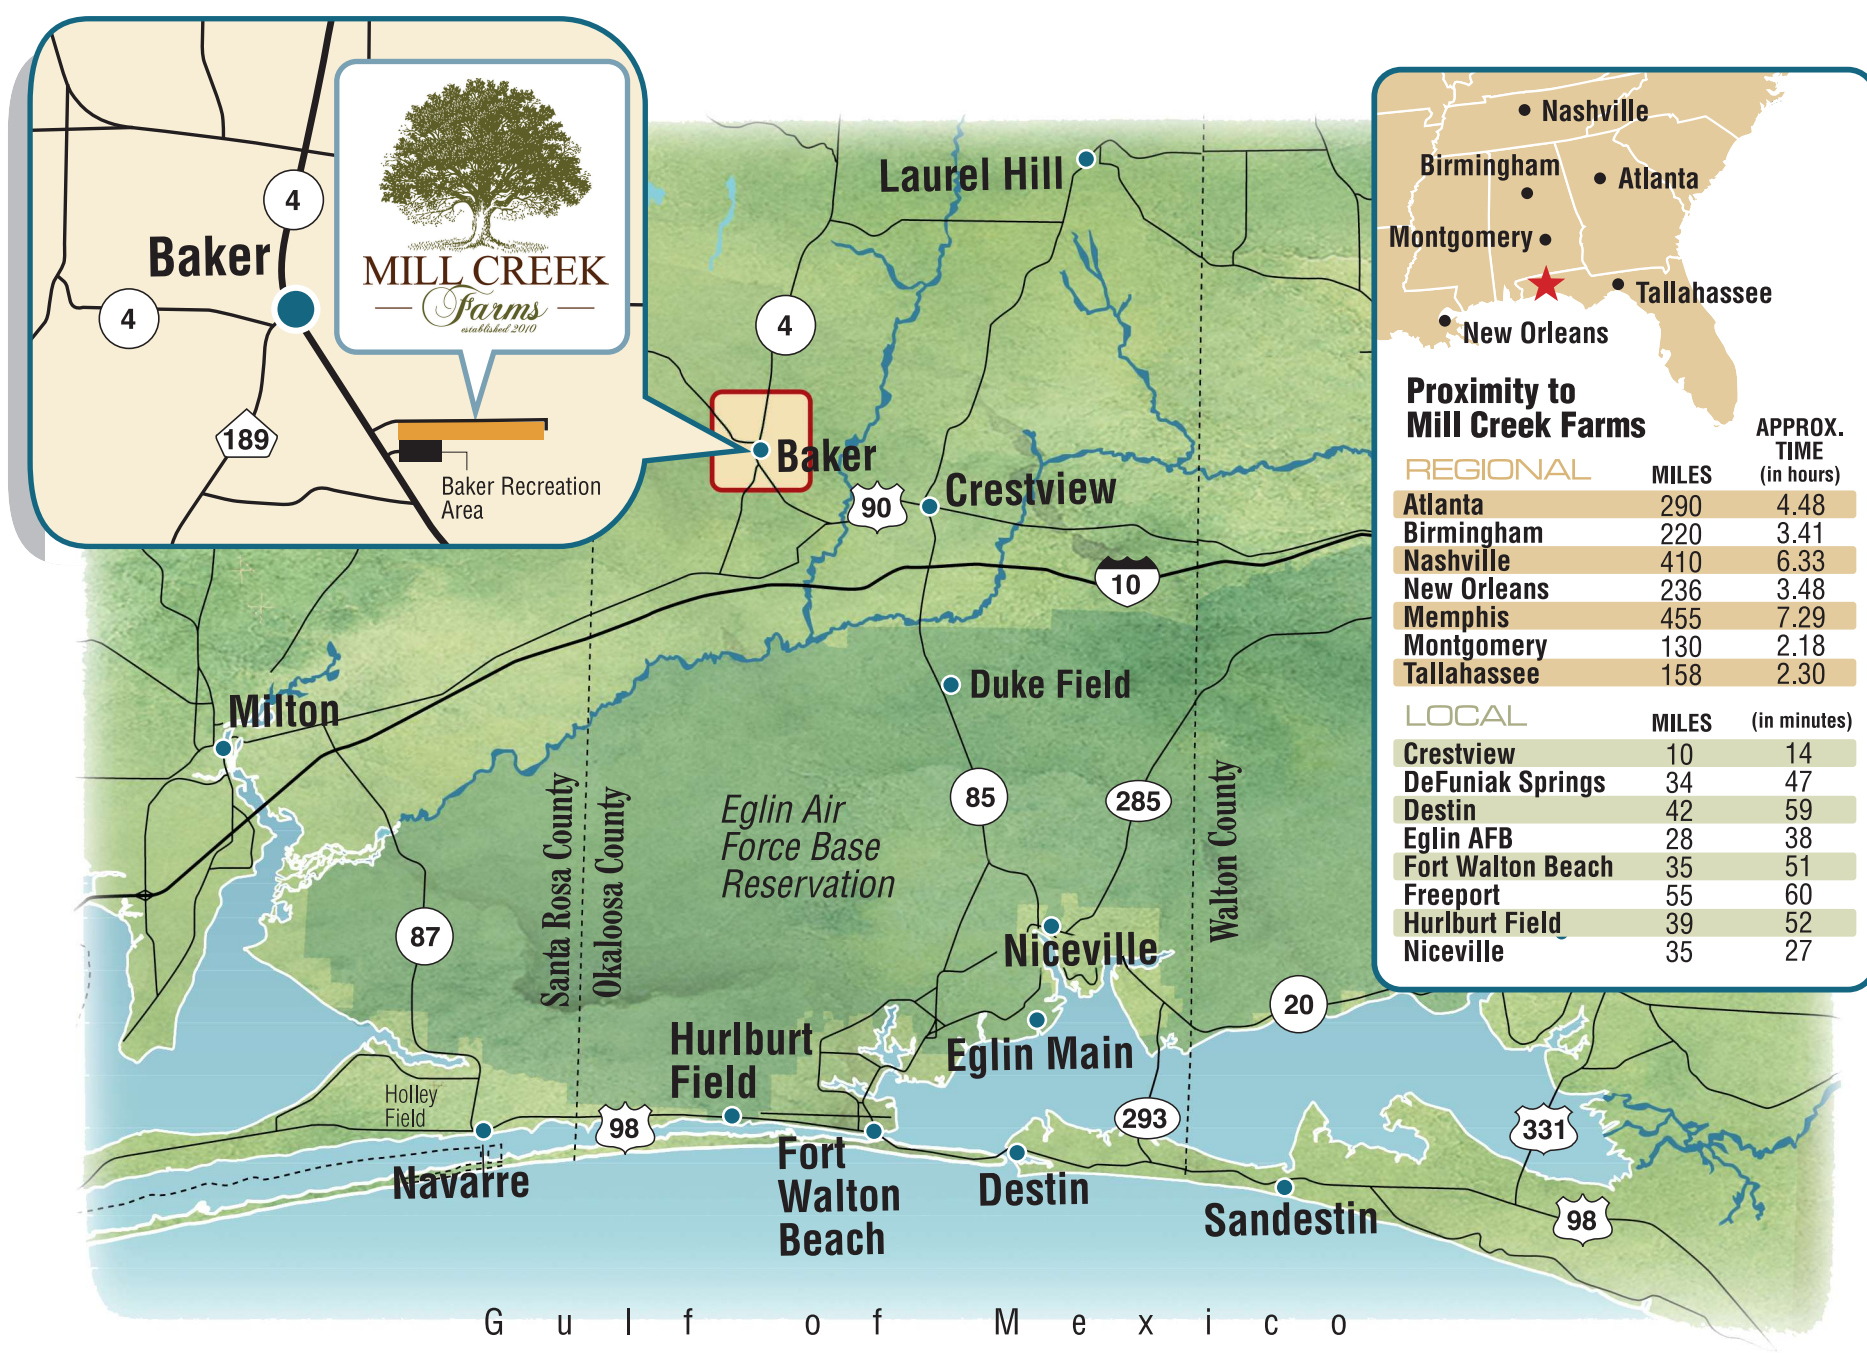 4
Baker
4
189
MILL CREEK
Farms
established 2010
Baker Recreation
Area
Laurel Hill
4
Baker
90
Crestview
10
Duke Field
Milton
85
285
Eglin Air
Force Base
Reservation
Santa Rosa County
Okaloosa County
Walton County
87
Niceville
20
Hurlburt
Field
Eglin Main
Holley
Field
98
293
331
Navarre
Fort
Walton
Beach
Destin
Sandestin
98
Gulf of Mexico
Nashville
Birmingham
Atlanta
Montgomery
Tallahassee
New Orleans
Proximity to
Mill Creek Farms
APPROX.
TIME
REGIONAL MILES (in hours)
Atlanta 290 4.48
Birmingham 220 3.41
Nashville 410 6.33
New Orleans 236 3.48
Memphis 455 7.29
Montgomery 130 2.18
Tallahassee 158 2.30
LOCAL MILES (in minutes)
Crestview 10 14
DeFuniak Springs 34 47
Destin 42 59
Eglin AFB 28 38
Fort Walton Beach 35 51
Freeport 55 60
Hurlburt Field 39 52
Niceville 35 27